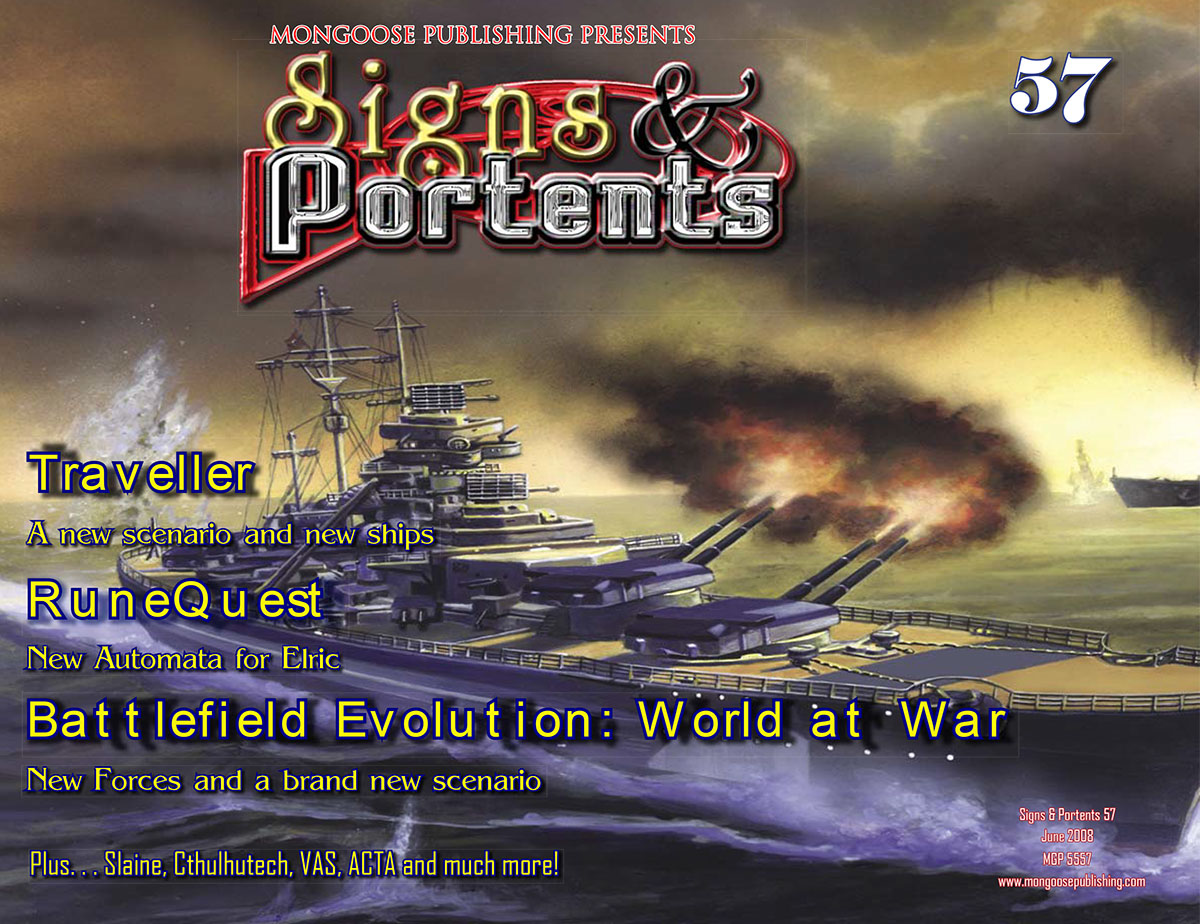 MONGOOSE PUBLISHING PRESENTS
Signs &
Portents
57
Traveller
A new scenario and new ships
RuneQuest
New Automata for Elric
Battlefield Evolution: World at War
New Forces and a brand new scenario
Plus. . . Slaine, Cthulhutech, VAS, ACTA and much more!
Signs & Portents 57
June 2008
MGP 5557
www.mongoosepublishing.com